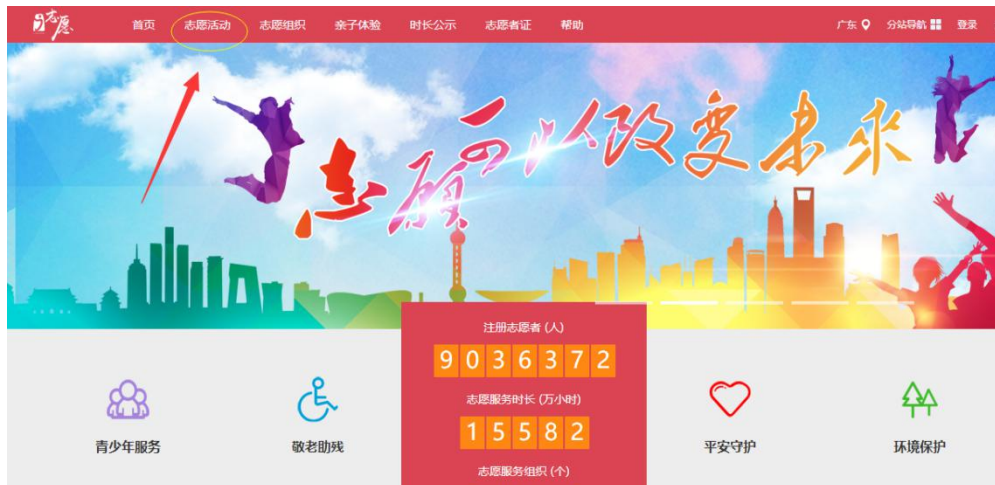 i志愿
首页 志愿活动 志愿组织 亲子体验 时长公示 志愿者证 帮助 广东 分站导航 登录
志愿可以改变未来
注册志愿者 (人)
9036372
志愿服务时长 (万小时)
15582
志愿服务组织 (个)
青少年服务 敬老助残 平安守护 环境保护